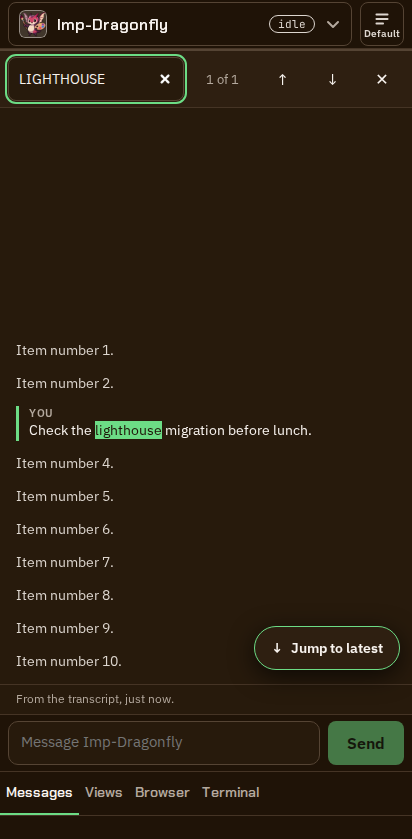 Imp-Dragonfly
idle
Default
LIGHTHOUSE
1 of 1
Item number 1.
Item number 2.
YOU
Check the lighthouse migration before lunch.
Item number 4.
Item number 5.
Item number 6.
Item number 7.
Item number 8.
Item number 9.
Item number 10.
Jump to latest
From the transcript, just now.
Message Imp-Dragonfly
Send
Messages Views Browser Terminal